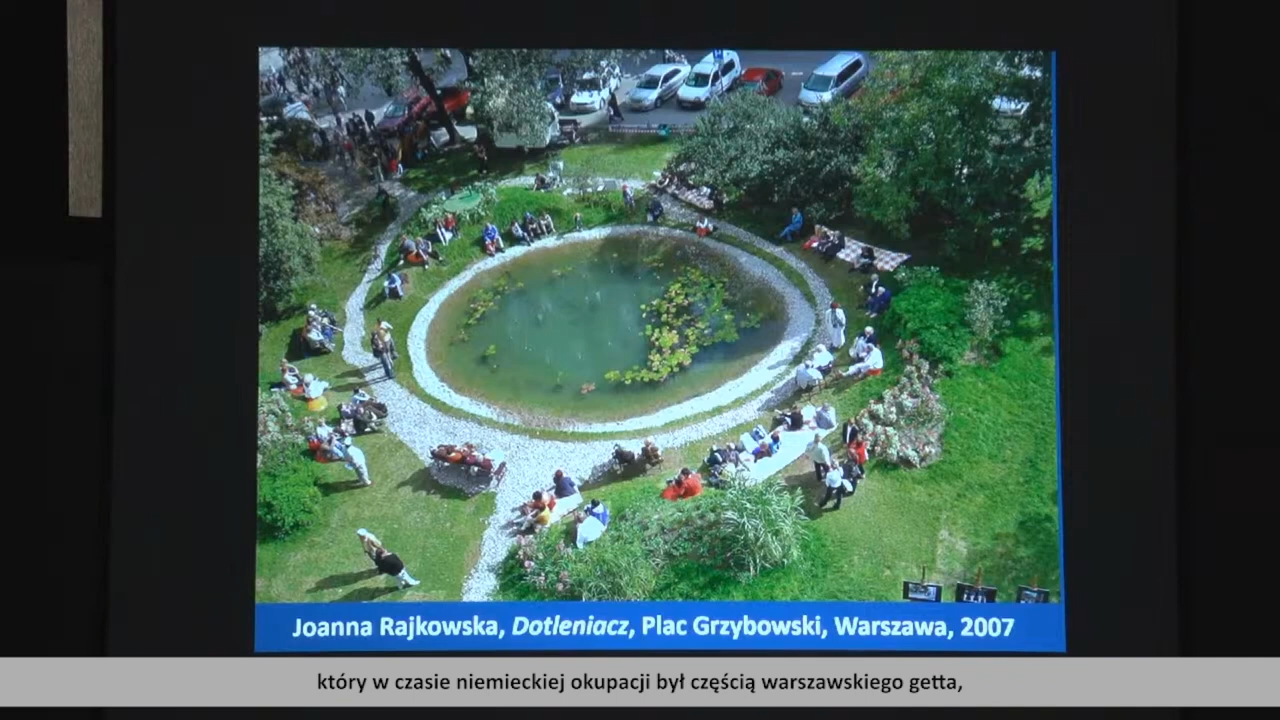 Joanna Rajkowska, Dotleniacz, Plac Grzybowski, Warszawa, 2007
który w czasie niemieckiej okupacji był częścią warszawskiego getta,